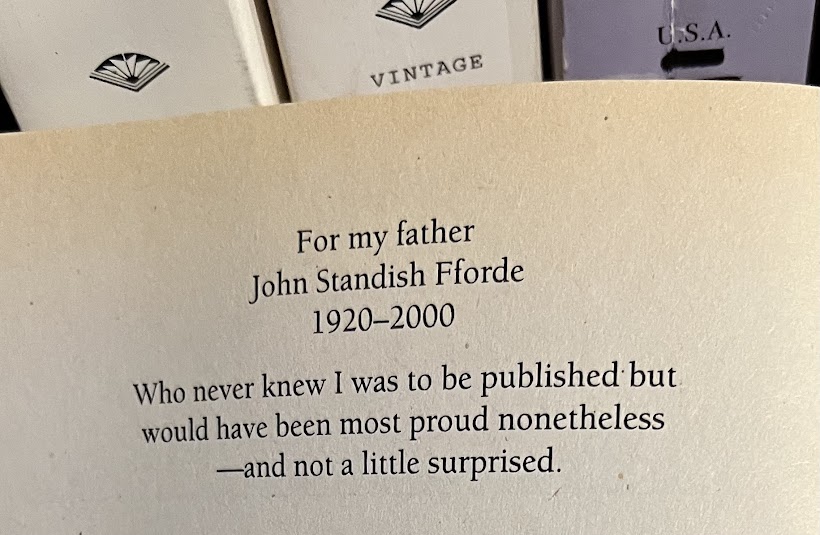 VINTAGE
U.S.A.
For my father
John Standish Fforde
1920–2000
Who never knew I was to be published but
would have been most proud nonetheless
—and not a little surprised.